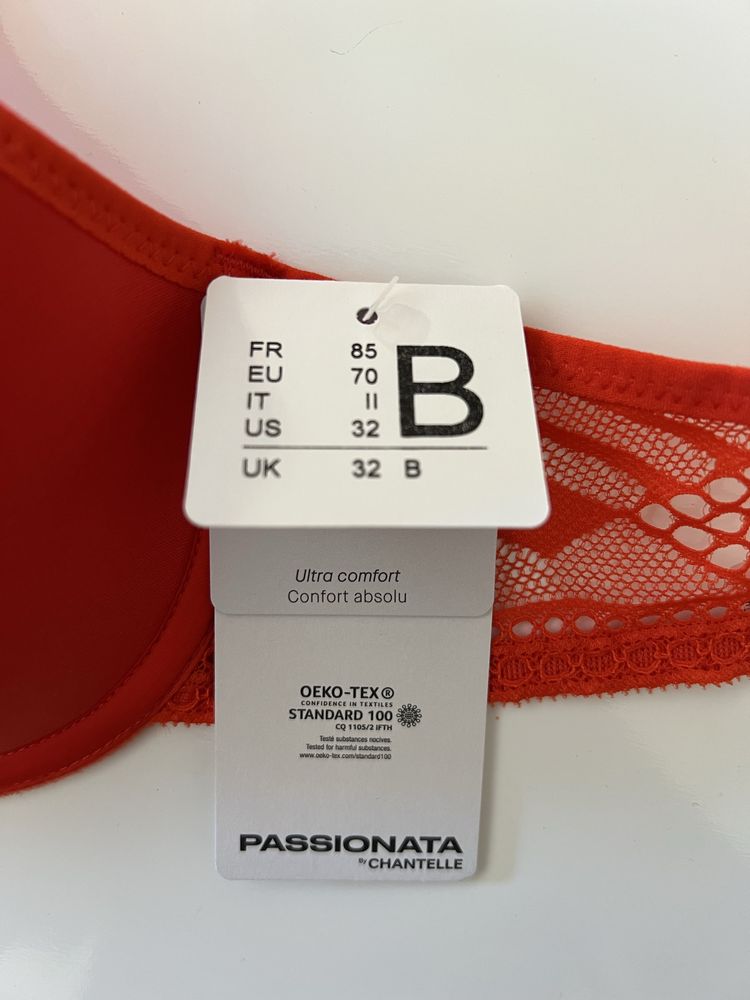 FR 85 B
EU 70
IT II
US 32
UK 32 B
Ultra comfort
Confort absolu
OEKO-TEX®
CONFIDENCE IN TEXTILES
STANDARD 100
CQ 1105/2 IFTH
Testé substances nocives.
Tested for harmful substances.
www.oeko-tex.com/standard100
PASSIONATA
By CHANTELLE